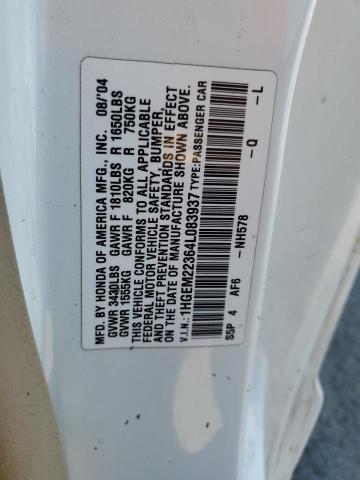 MFD. BY HONDA OF AMERICA MFG., INC. 08/'04
GVWR 3430LBS GAWR F 1810LBS R 1650LBS
GVWR 1555KG GAWR F 820KG R 750KG
THIS VEHICLE CONFORMS TO ALL APPLICABLE
FEDERAL MOTOR VEHICLE SAFETY, BUMPER,
AND THEFT PREVENTION STANDARDS IN EFFECT
ON THE DATE OF MANUFACTURE SHOWN ABOVE.
V.I.N.:1HGEM22364L083937 TYPE:PASSENGER CAR
S5P 4 AF6 -NH578 -Q -L